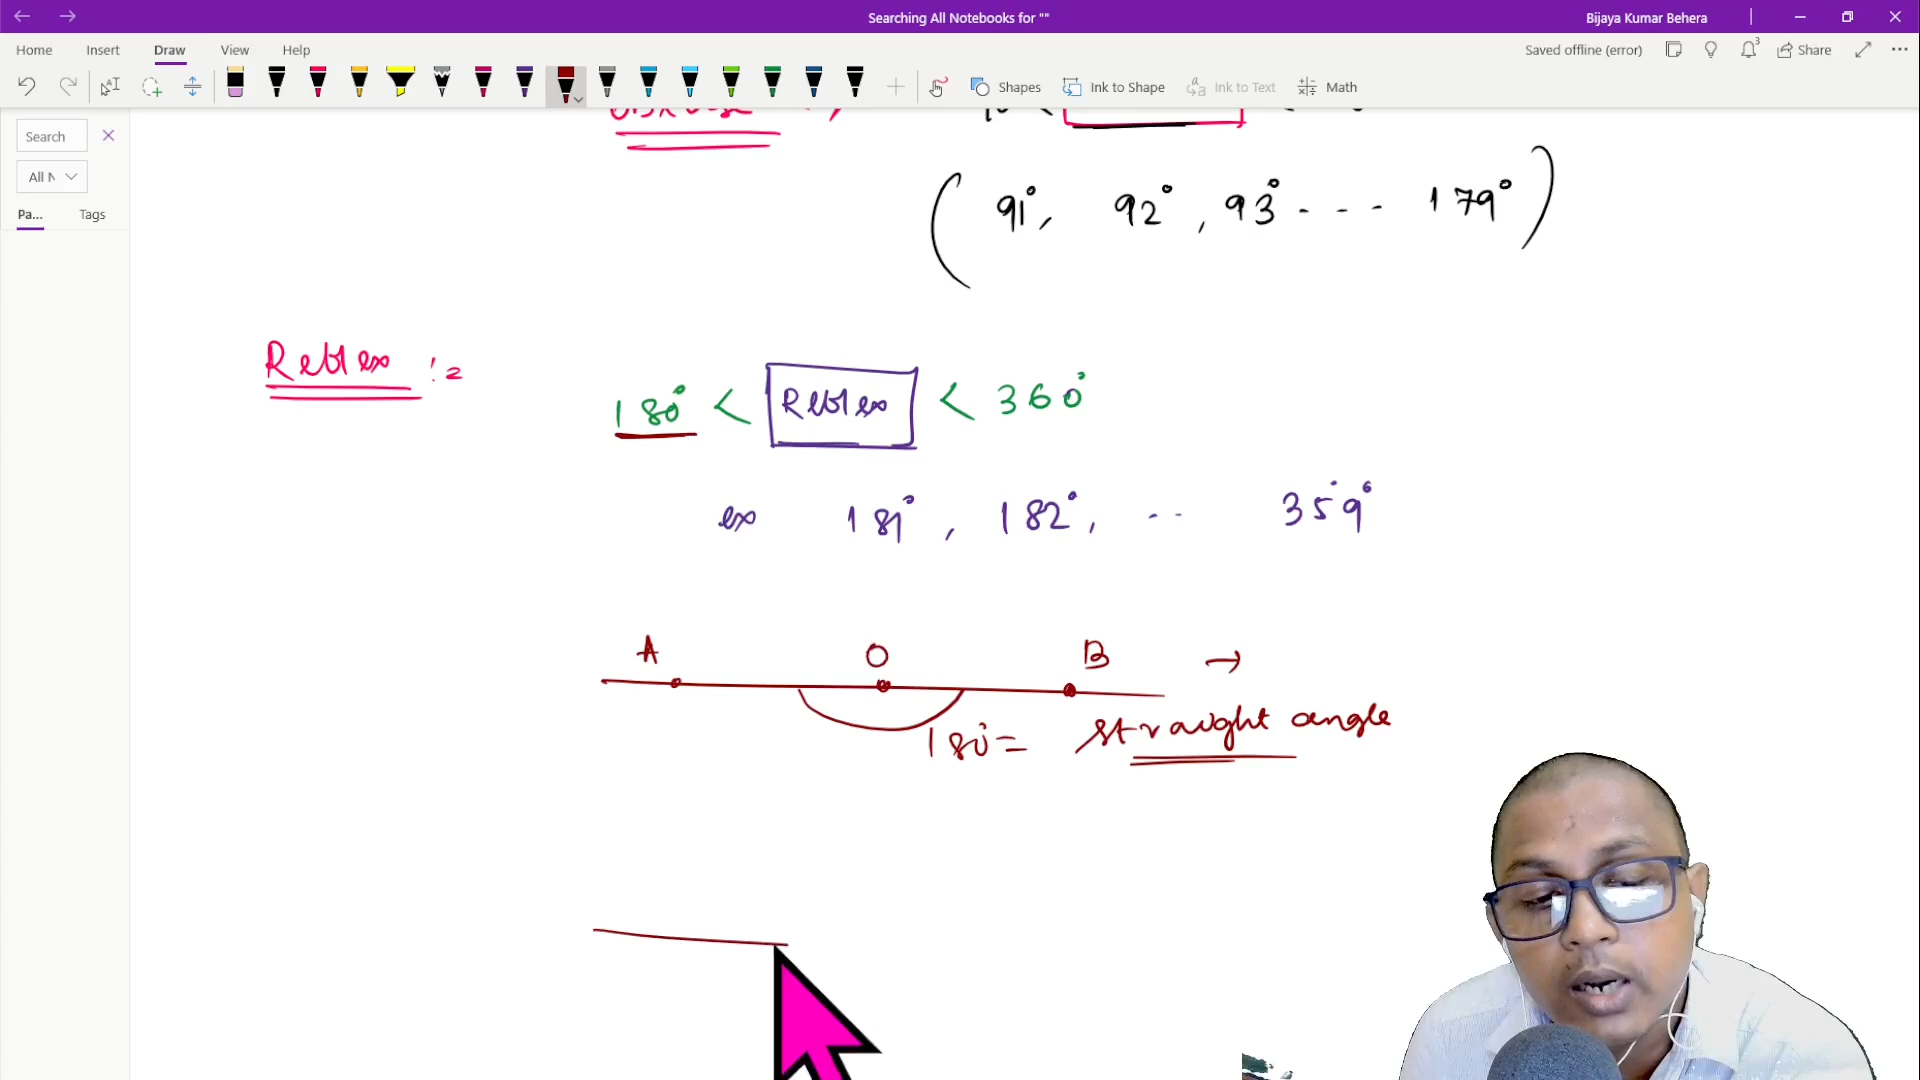 Searching All Notebooks for ""
Bijaya Kumar Behera
Home Insert Draw View Help
Saved offline (error)
3
Share
Shapes
Ink to Shape
Ink to Text
Math
Search
All N
Pa... Tags
( 91°, 92°, 93° - - - - 179° )
Reflex :=
180° < Reflex < 360°
ex 181°, 182°, - - 359°
A O B →
180° = straight angle